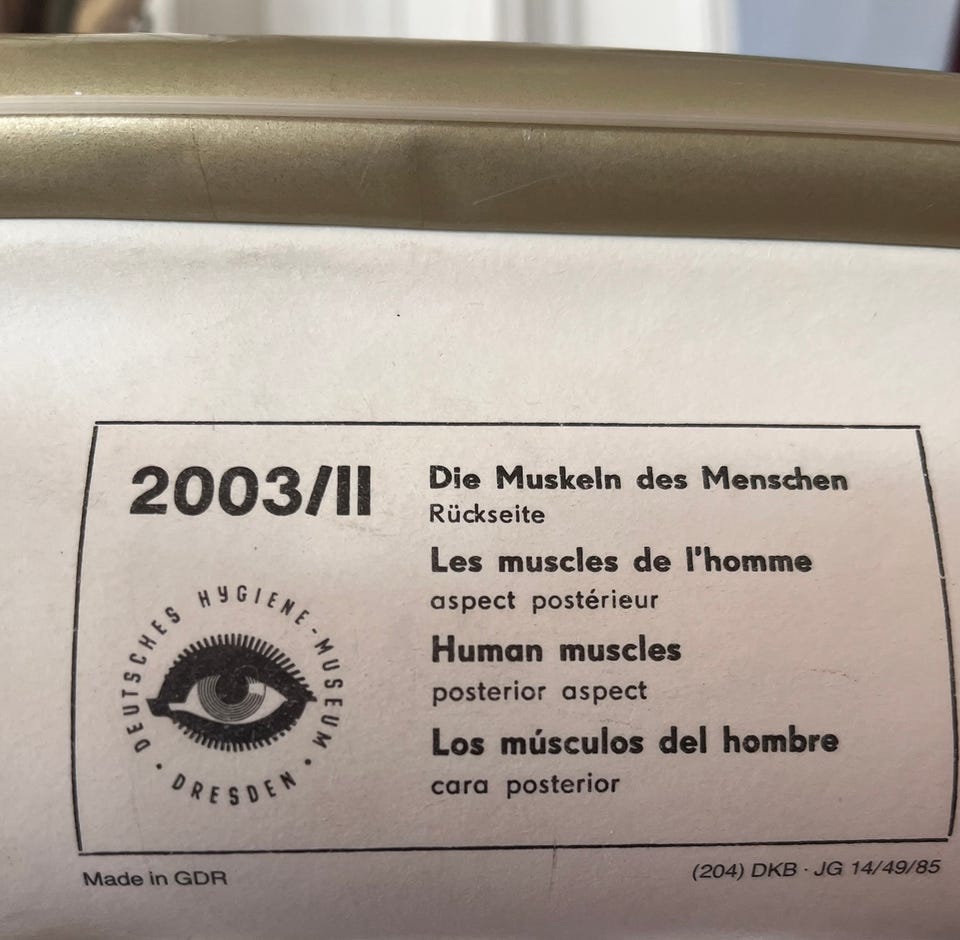 2003/II
Die Muskeln des Menschen
Rückseite
Les muscles de l'homme
aspect postérieur
Human muscles
posterior aspect
Los músculos del hombre
cara posterior
DEUTSCHES HYGIENE-MUSEUM
· DRESDEN ·
Made in GDR
(204) DKB · JG 14/49/85